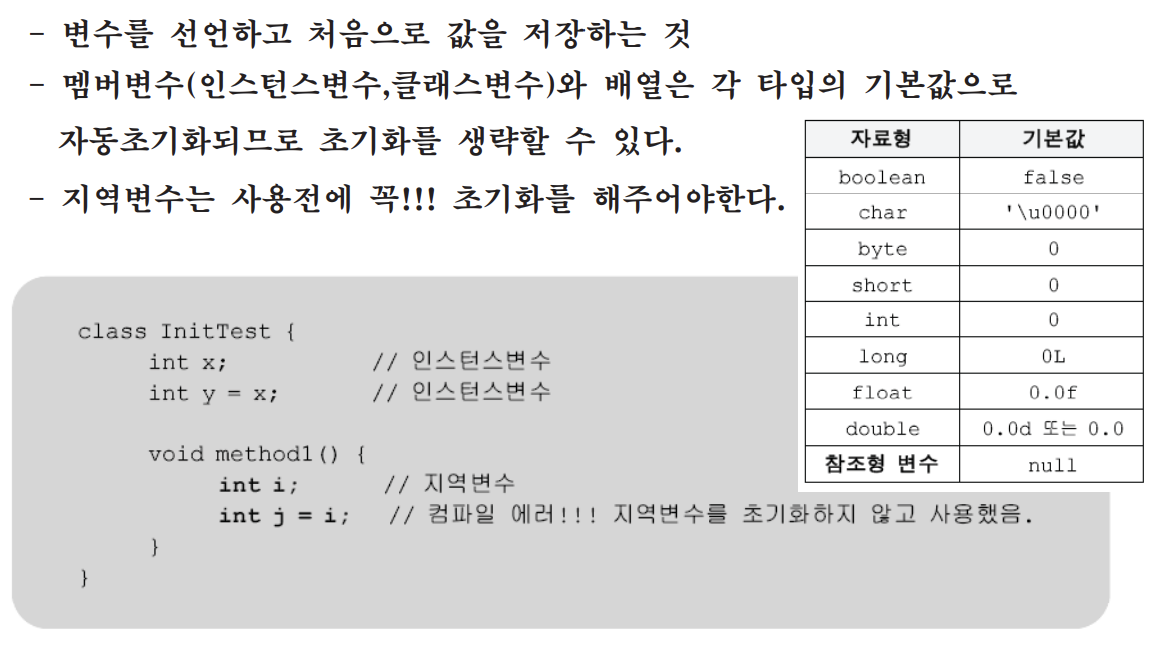 - 변수를 선언하고 처음으로 값을 저장하는 것
- 멤버변수(인스턴스변수,클래스변수)와 배열은 각 타입의 기본값으로
자동초기화되므로 초기화를 생략할 수 있다.
- 지역변수는 사용전에 꼭!!! 초기화를 해주어야한다.
자료형 기본값
boolean false
char '\u0000'
byte 0
short 0
int 0
long 0L
float 0.0f
double 0.0d 또는 0.0
참조형 변수 null
class InitTest {
int x; // 인스턴스변수
int y = x; // 인스턴스변수
void method1() {
int i; // 지역변수
int j = i; // 컴파일 에러!!! 지역변수를 초기화하지 않고 사용했음.
}
}